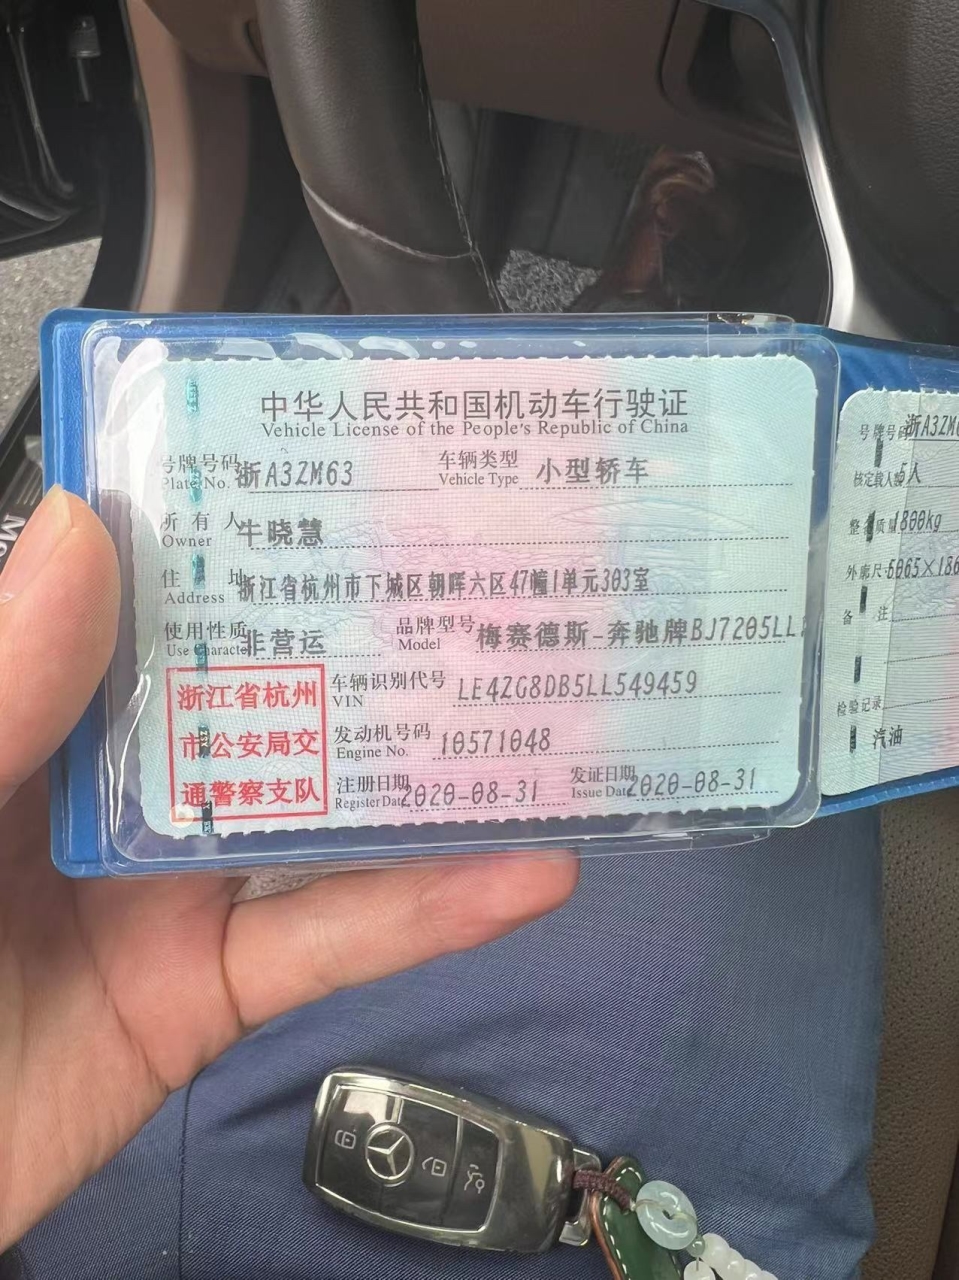 中华人民共和国机动车行驶证
Vehicle License of the People's Republic of China
号牌号码 浙A3ZM63 车辆类型 小型轿车
Plate No. Vehicle Type
所有人 牛晓慧
Owner
住址 浙江省杭州市下城区朝晖六区47幢1单元303室
Address
使用性质 非营运 品牌型号 梅赛德斯-奔驰牌BJ7205LL
Use Character Model
浙江省杭州
市公安局交
通警察支队
车辆识别代号 LE4ZG8DB5LL549459
VIN
发动机号码 10571048
Engine No.
注册日期 2020-08-31 发证日期 2020-08-31
Register Date Issue Date
号牌号码 浙A3ZM6
核定载人数 5人
整备质量 1800kg
外廓尺 5065×186
备注
检验记录
汽油